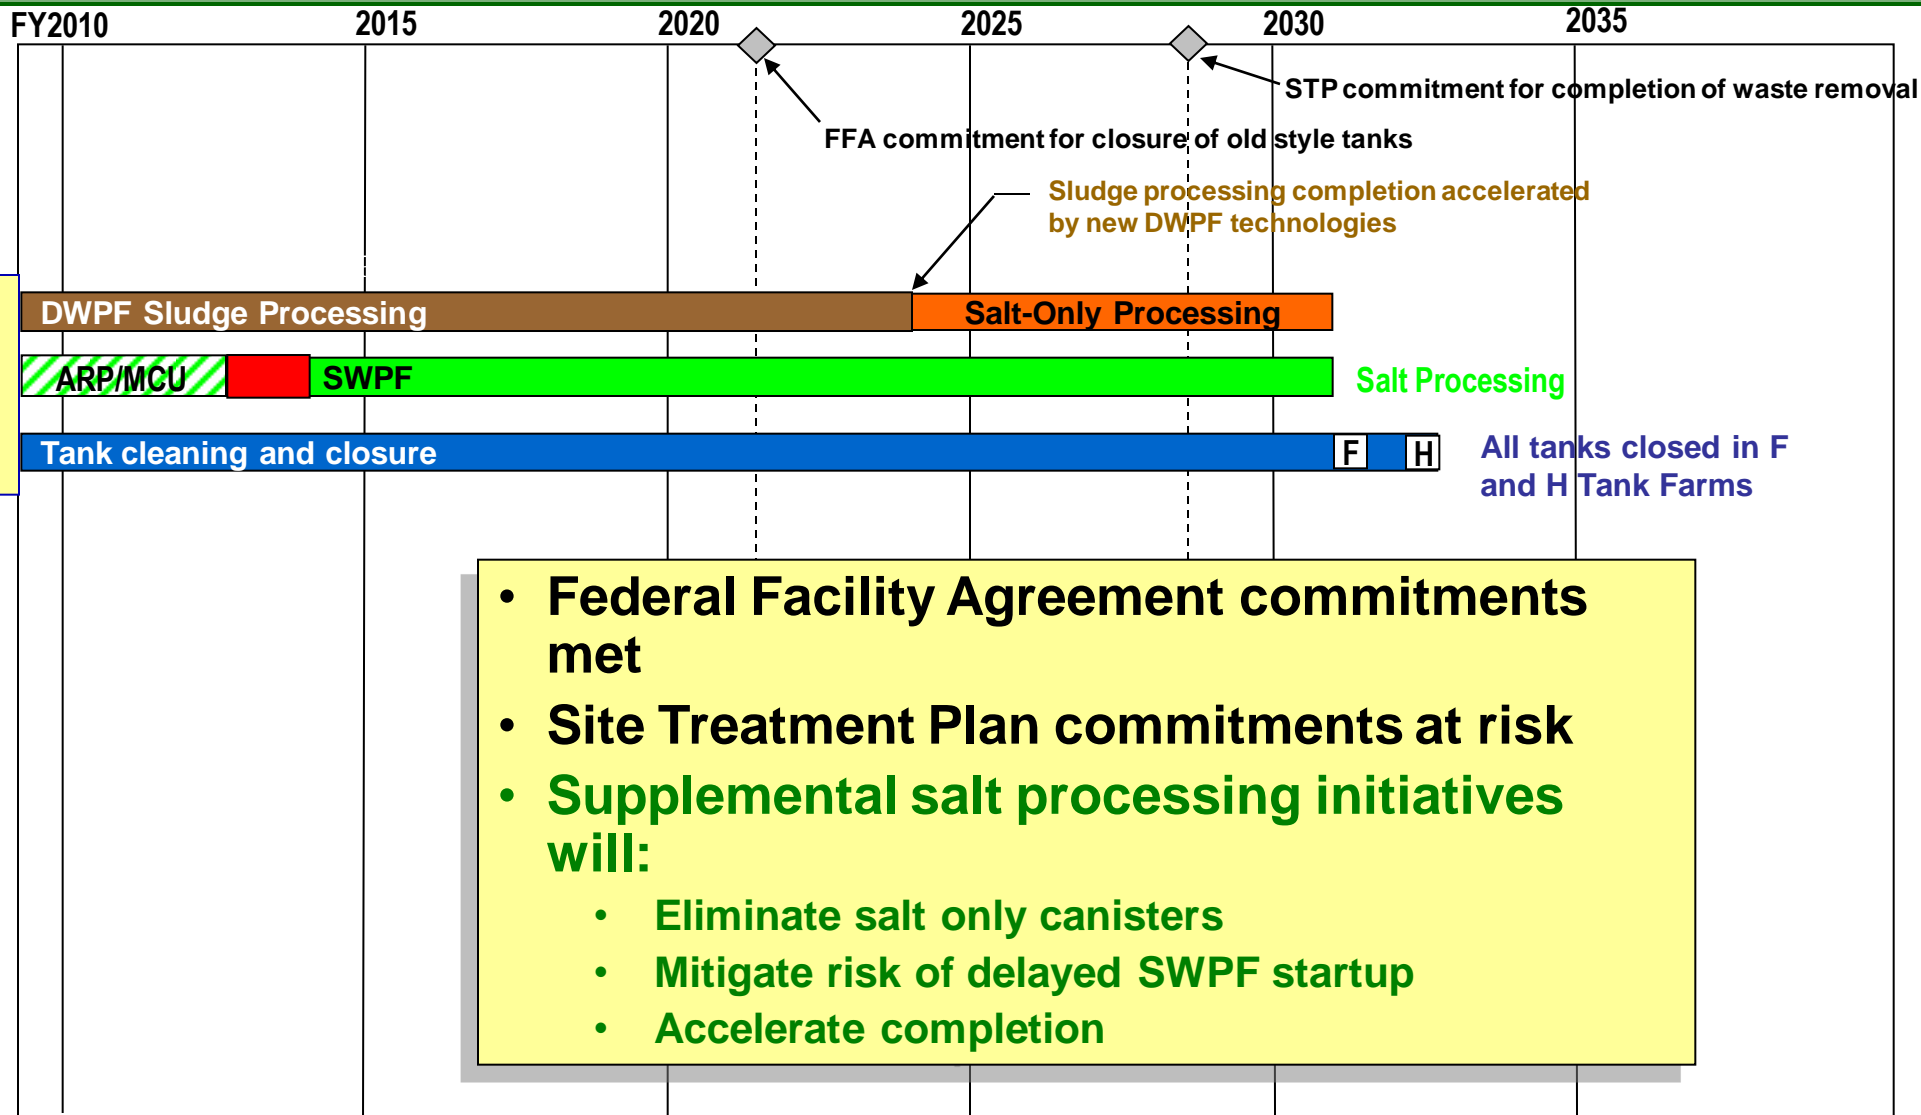 FY2010 2015 2020 2025 2030 2035
STP commitment for completion of waste removal
FFA commitment for closure of old style tanks
Sludge processing completion accelerated
by new DWPF technologies
DWPF Sludge Processing Salt-Only Processing
ARP/MCU SWPF Salt Processing
Tank cleaning and closure F H
All tanks closed in F
and H Tank Farms
• Federal Facility Agreement commitments
met
• Site Treatment Plan commitments at risk
• Supplemental salt processing initiatives
will:
• Eliminate salt only canisters
• Mitigate risk of delayed SWPF startup
• Accelerate completion